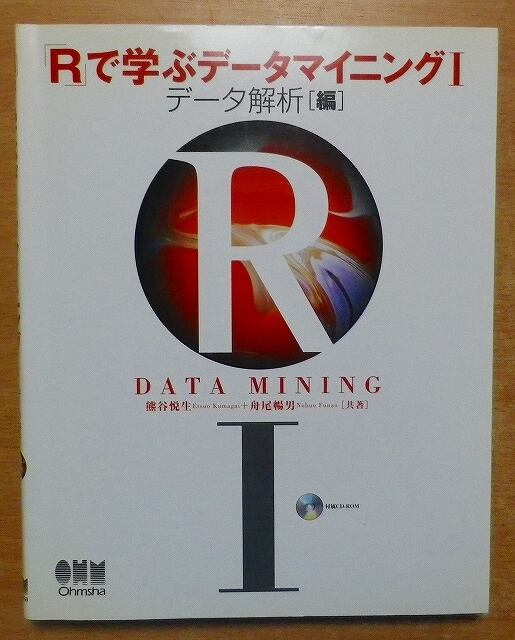 「R」で学ぶデータマイニングI
データ解析[編]
R
DATA MINING
熊谷悦生 Etsuo Kumagai+舟尾暢男 Nobuo Funao [共著]
I
付属CD-ROM
OHM
Ohmsha